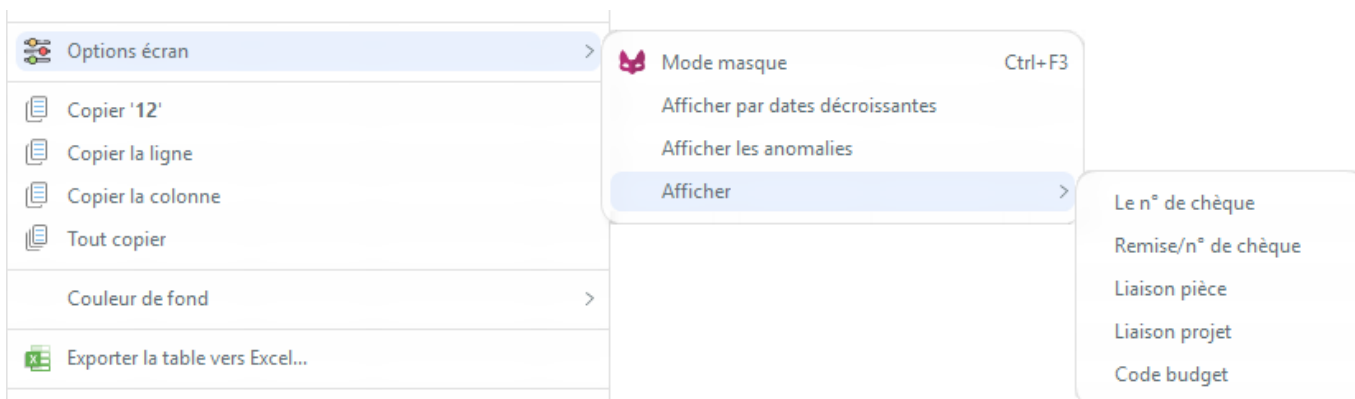 Options écran
Copier '12'
Copier la ligne
Copier la colonne
Tout copier
Couleur de fond
Exporter la table vers Excel...
Mode masque Ctrl+F3
Afficher par dates décroissantes
Afficher les anomalies
Afficher
Le n° de chèque
Remise/n° de chèque
Liaison pièce
Liaison projet
Code budget